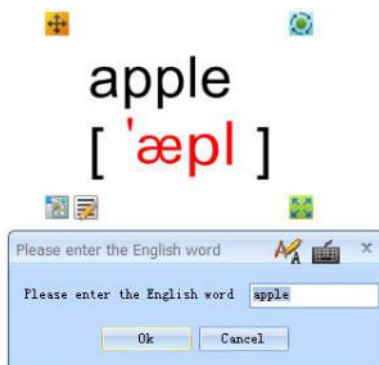 apple
[ 'æpl ]
Please enter the English word
Please enter the English word apple
Ok Cancel